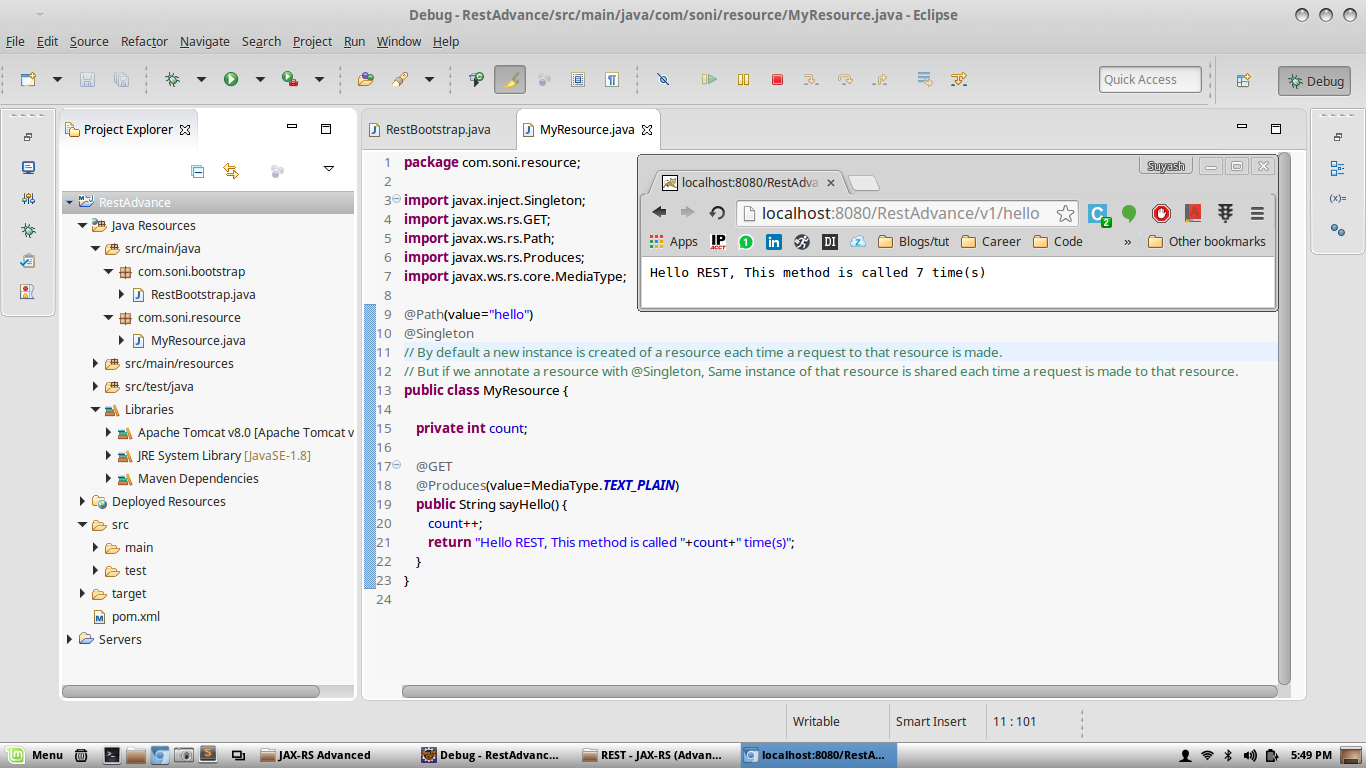 Debug - RestAdvance/src/main/java/com/soni/resource/MyResource.java - Eclipse
File Edit Source Refactor Navigate Search Project Run Window Help
Quick Access
Debug
Project Explorer
RestAdvance
Java Resources
src/main/java
com.soni.bootstrap
RestBootstrap.java
com.soni.resource
MyResource.java
src/main/resources
src/test/java
Libraries
Apache Tomcat v8.0 [Apache Tomcat v
JRE System Library [JavaSE-1.8]
Maven Dependencies
Deployed Resources
src
main
test
target
pom.xml
Servers
RestBootstrap.java MyResource.java
1 package com.soni.resource;
2
3 import javax.inject.Singleton;
4 import javax.ws.rs.GET;
5 import javax.ws.rs.Path;
6 import javax.ws.rs.Produces;
7 import javax.ws.rs.core.MediaType;
8
9 @Path(value="hello")
10 @Singleton
11 // By default a new instance is created of a resource each time a request to that resource is made.
12 // But if we annotate a resource with @Singleton, Same instance of that resource is shared each time a request is made to that resource.
13 public class MyResource {
14
15 private int count;
16
17 @GET
18 @Produces(value=MediaType.TEXT_PLAIN)
19 public String sayHello() {
20 count++;
21 return "Hello REST, This method is called "+count+" time(s)";
22 }
23 }
24
Suyash
localhost:8080/RestAdva
localhost:8080/RestAdvance/v1/hello
2
Apps IPCC 1 in DI Blogs/tut Career Code » Other bookmarks
Hello REST, This method is called 7 time(s)
Writable Smart Insert 11 : 101
Menu JAX-RS Advanced Debug - RestAdvanc... REST - JAX-RS (Advan... localhost:8080/RestA... 5:49 PM